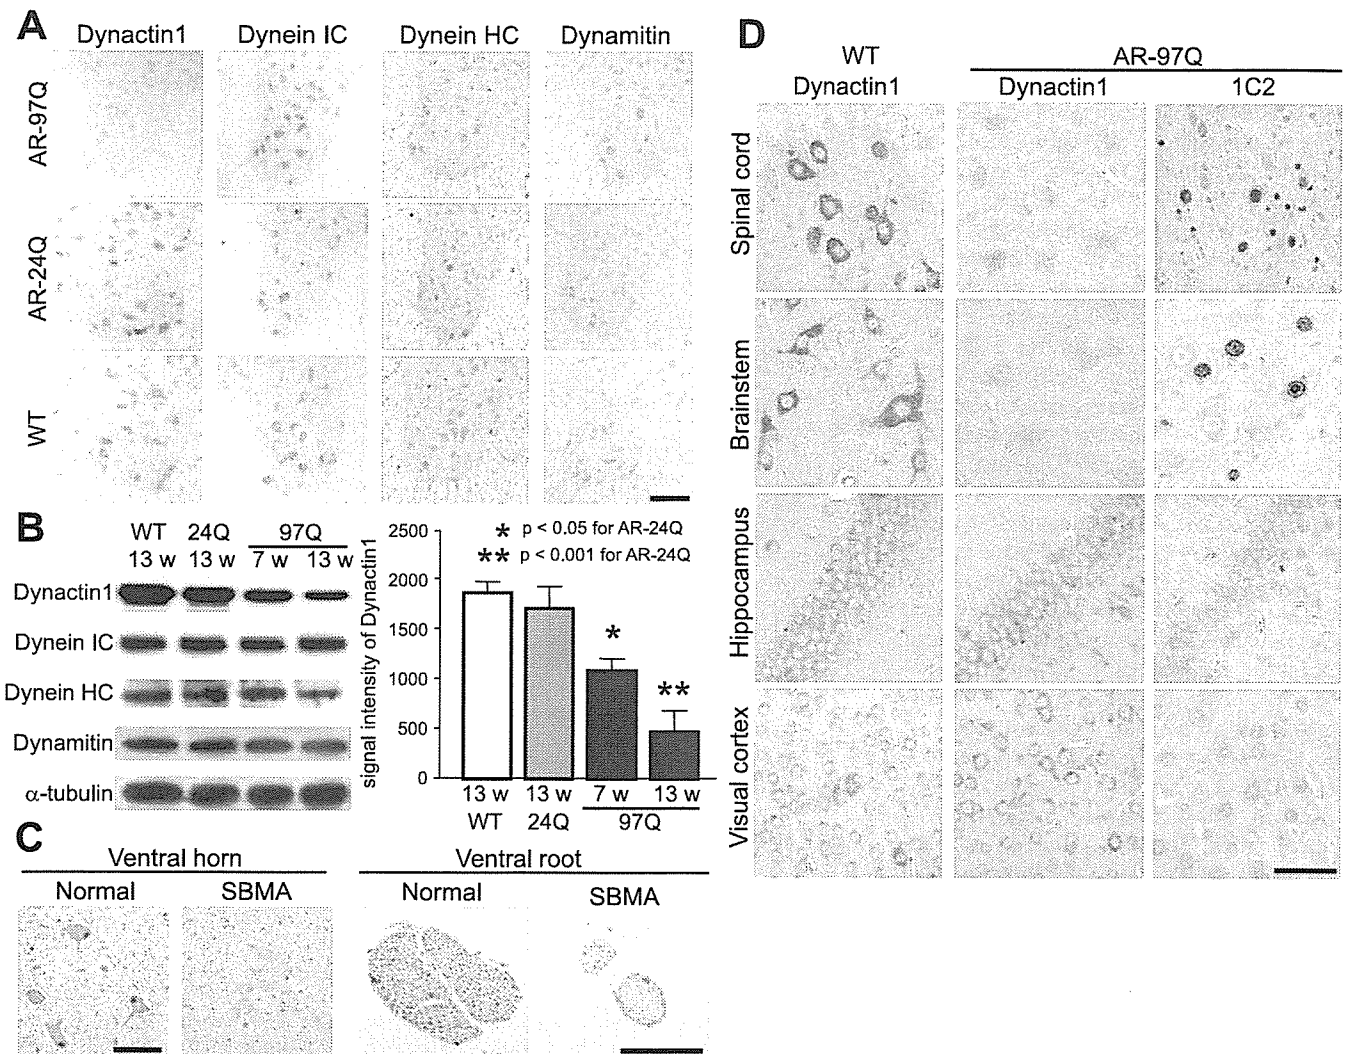 A
Dynactin1 Dynein IC Dynein HC Dynamitin
AR-97Q
AR-24Q
WT
B
WT 24Q 97Q
13 w 13 w 7 w 13 w
Dynactin1
Dynein IC
Dynein HC
Dynamitin
α-tubulin
signal intensity of Dynactin1
2500
2000
1500
1000
500
0
* p < 0.05 for AR-24Q
** p < 0.001 for AR-24Q
*
**
13 w 13 w 7 w 13 w
WT 24Q 97Q
C
Ventral horn Ventral root
Normal SBMA Normal SBMA
D
WT AR-97Q
Dynactin1 Dynactin1 1C2
Spinal cord
Brainstem
Hippocampus
Visual cortex